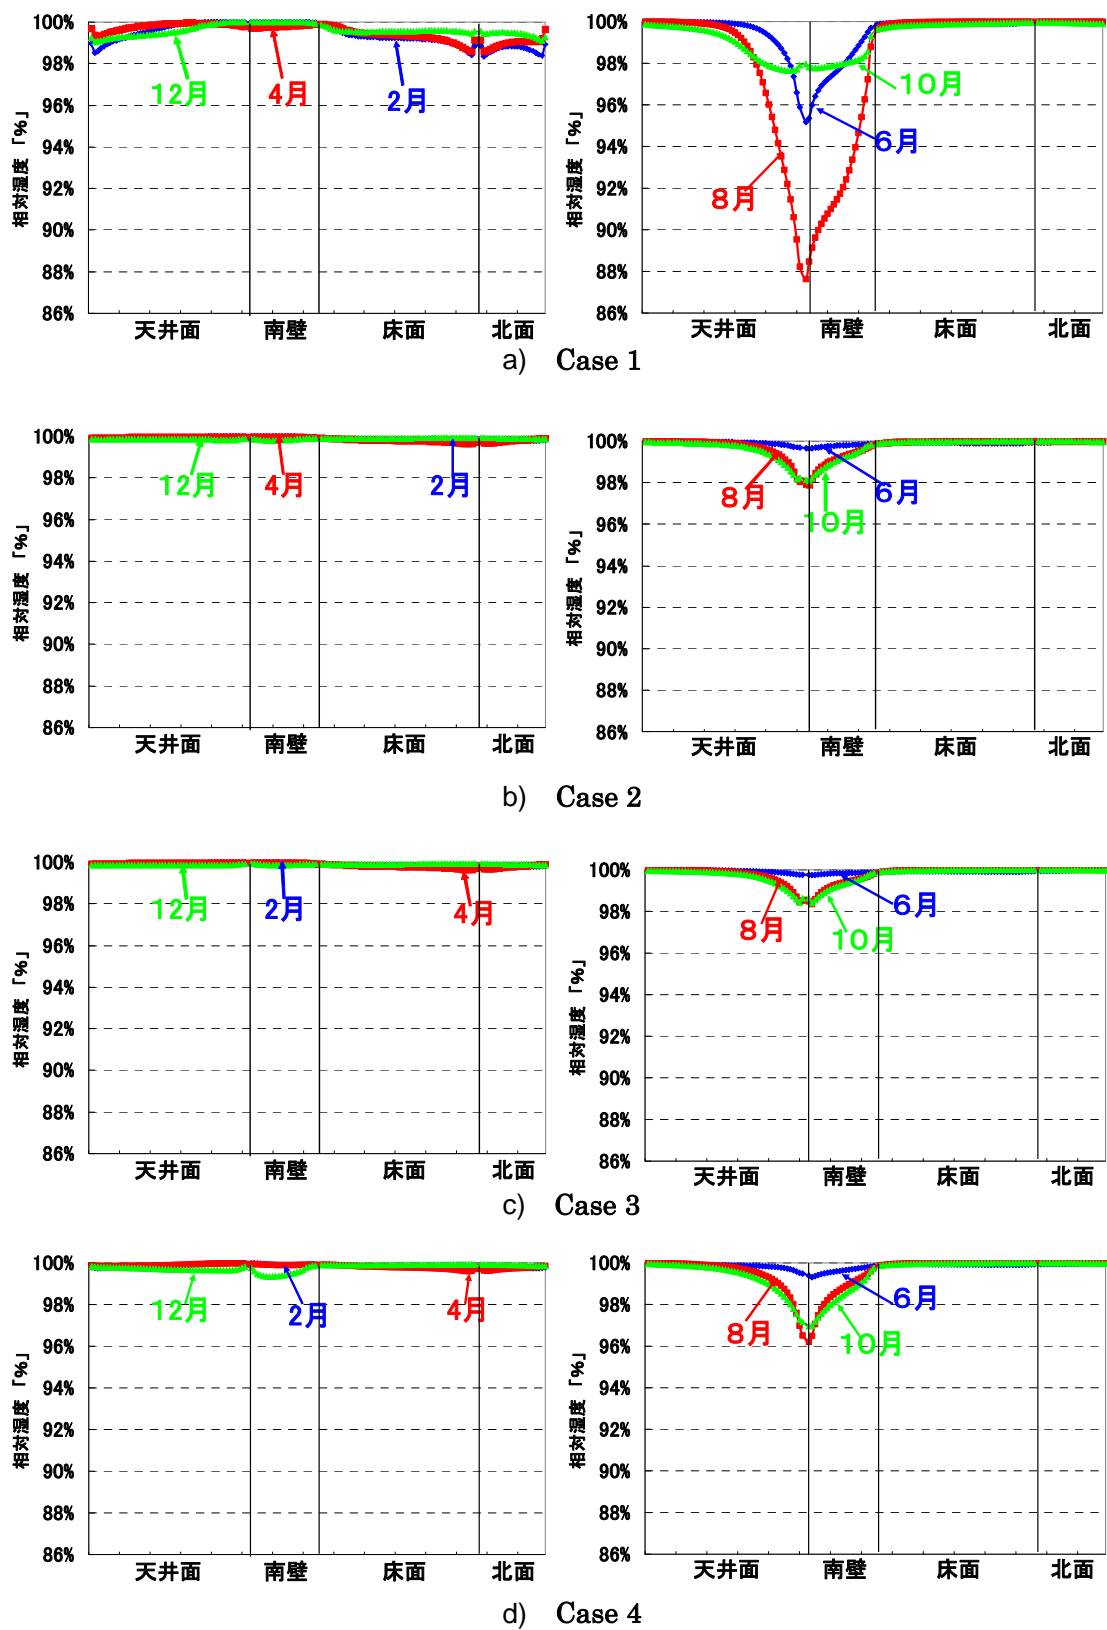 100%
98%
96%
94%
92%
90%
88%
86%
相対湿度「%」
12月
4月
2月
天井面 南壁 床面 北面
100%
98%
96%
94%
92%
90%
88%
86%
相対湿度「%」
10月
6月
8月
天井面 南壁 床面 北面
a) Case 1
100%
98%
96%
94%
92%
90%
88%
86%
相対湿度「%」
12月
4月
2月
天井面 南壁 床面 北面
100%
98%
96%
94%
92%
90%
88%
86%
相対湿度「%」
8月
6月
10月
天井面 南壁 床面 北面
b) Case 2
100%
98%
96%
94%
92%
90%
88%
86%
相対湿度「%」
12月
2月
4月
天井面 南壁 床面 北面
100%
98%
96%
94%
92%
90%
88%
86%
相対湿度「%」
6月
8月
10月
天井面 南壁 床面 北面
c) Case 3
100%
98%
96%
94%
92%
90%
88%
86%
相対湿度「%」
12月
2月
4月
天井面 南壁 床面 北面
100%
98%
96%
94%
92%
90%
88%
86%
相対湿度「%」
6月
8月
10月
天井面 南壁 床面 北面
d) Case 4